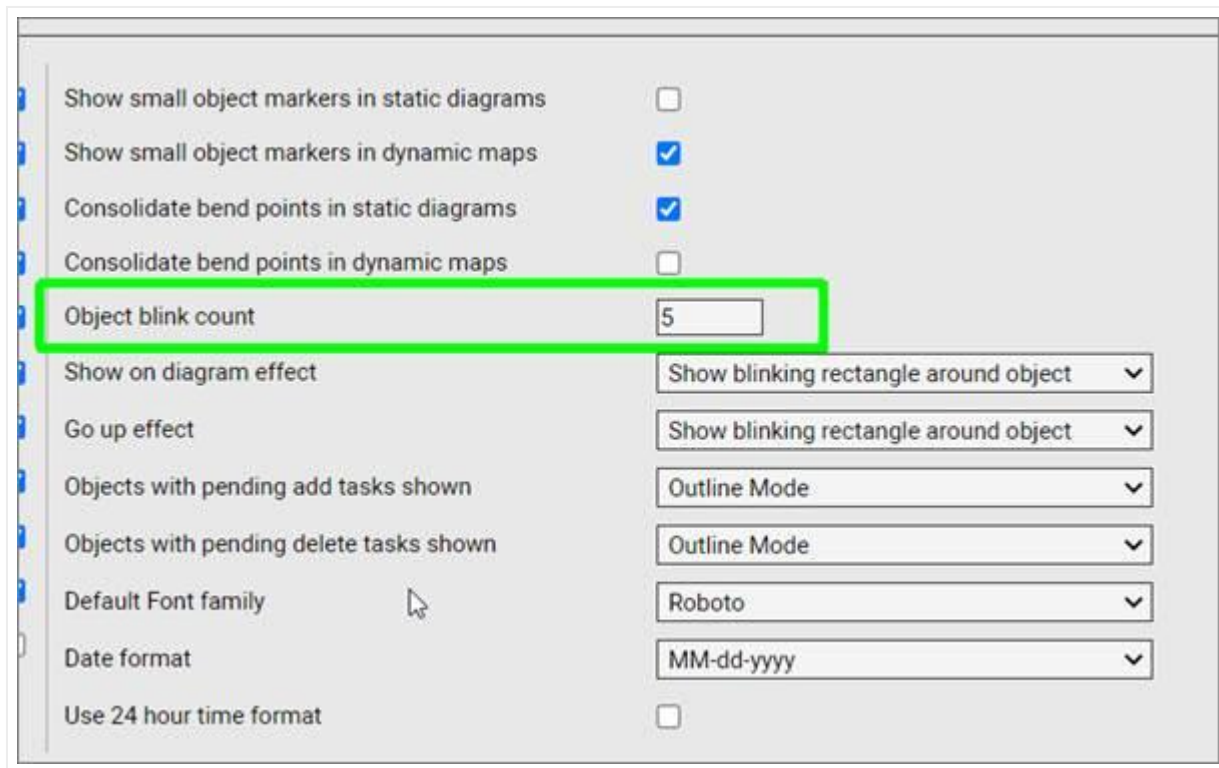 Show small object markers in static diagrams
Show small object markers in dynamic maps
Consolidate bend points in static diagrams
Consolidate bend points in dynamic maps
Object blink count 5
Show on diagram effect Show blinking rectangle around object
Go up effect Show blinking rectangle around object
Objects with pending add tasks shown Outline Mode
Objects with pending delete tasks shown Outline Mode
Default Font family Roboto
Date format MM-dd-yyyy
Use 24 hour time format